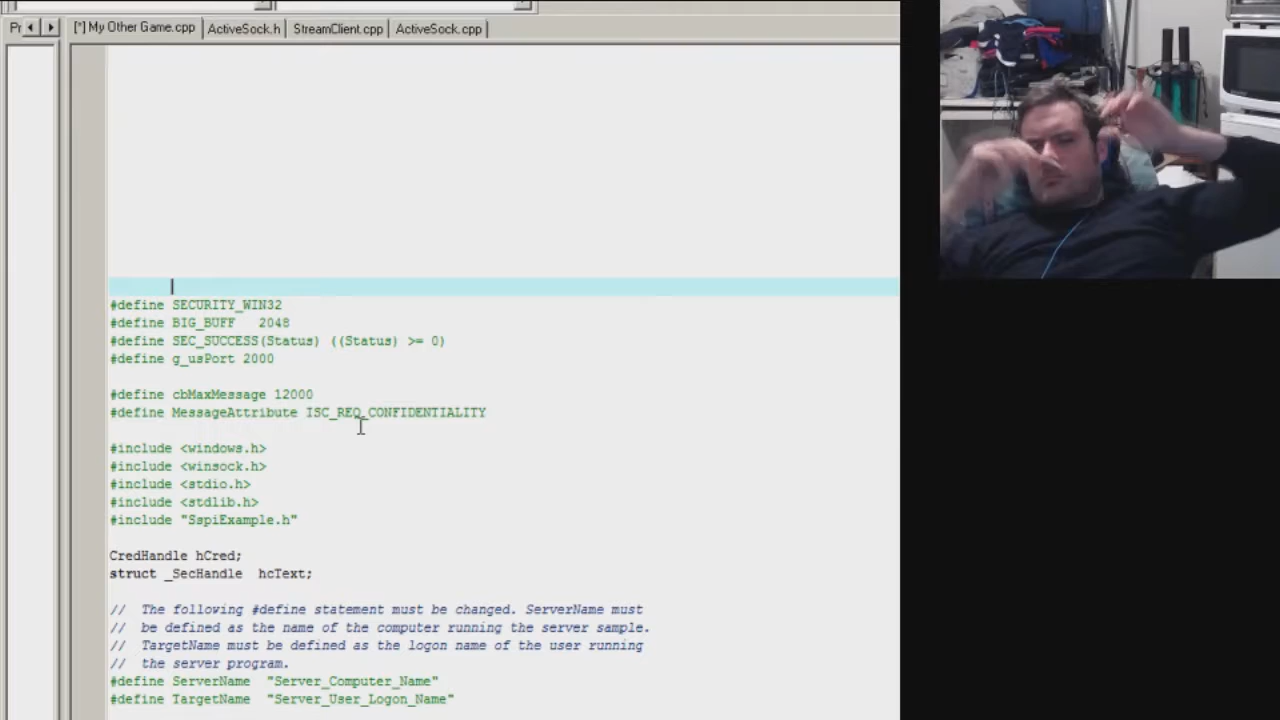 Pr
[*] My Other Game.cpp
ActiveSock.h
StreamClient.cpp
ActiveSock.cpp
#define SECURITY_WIN32
#define BIG_BUFF 2048
#define SEC_SUCCESS(Status) ((Status) >= 0)
#define g_usPort 2000
#define cbMaxMessage 12000
#define MessageAttribute ISC_REQ_CONFIDENTIALITY
#include <windows.h>
#include <winsock.h>
#include <stdio.h>
#include <stdlib.h>
#include "SspiExample.h"
CredHandle hCred;
struct _SecHandle hcText;
// The following #define statement must be changed. ServerName must
// be defined as the name of the computer running the server sample.
// TargetName must be defined as the logon name of the user running
// the server program.
#define ServerName "Server_Computer_Name"
#define TargetName "Server_User_Logon_Name"